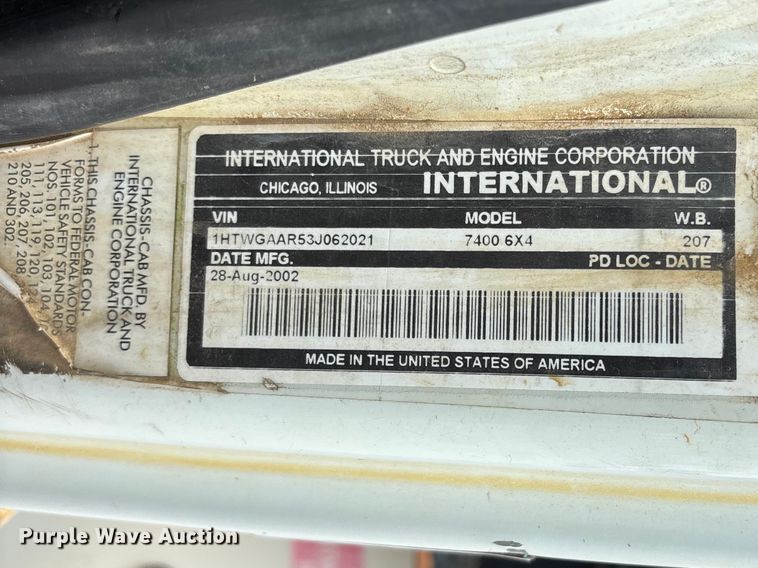 INTERNATIONAL TRUCK AND ENGINE CORPORATION
CHICAGO, ILLINOIS INTERNATIONAL®
VIN MODEL W.B.
1HTWGAAR53J062021 7400 6X4 207
DATE MFG. PD LOC - DATE
28-Aug-2002
MADE IN THE UNITED STATES OF AMERICA
CHASSIS-CAB MFD. BY
INTERNATIONAL TRUCK AND
ENGINE CORPORATION
1. THIS CHASSIS-CAB CON-
FORMS TO FEDERAL MOTOR
VEHICLE SAFETY STANDARDS
NOS. 101, 102, 103, 104,
111, 113, 119, 120, 124,
205, 206, 207, 208,
210 AND 302.
Purple Wave Auction